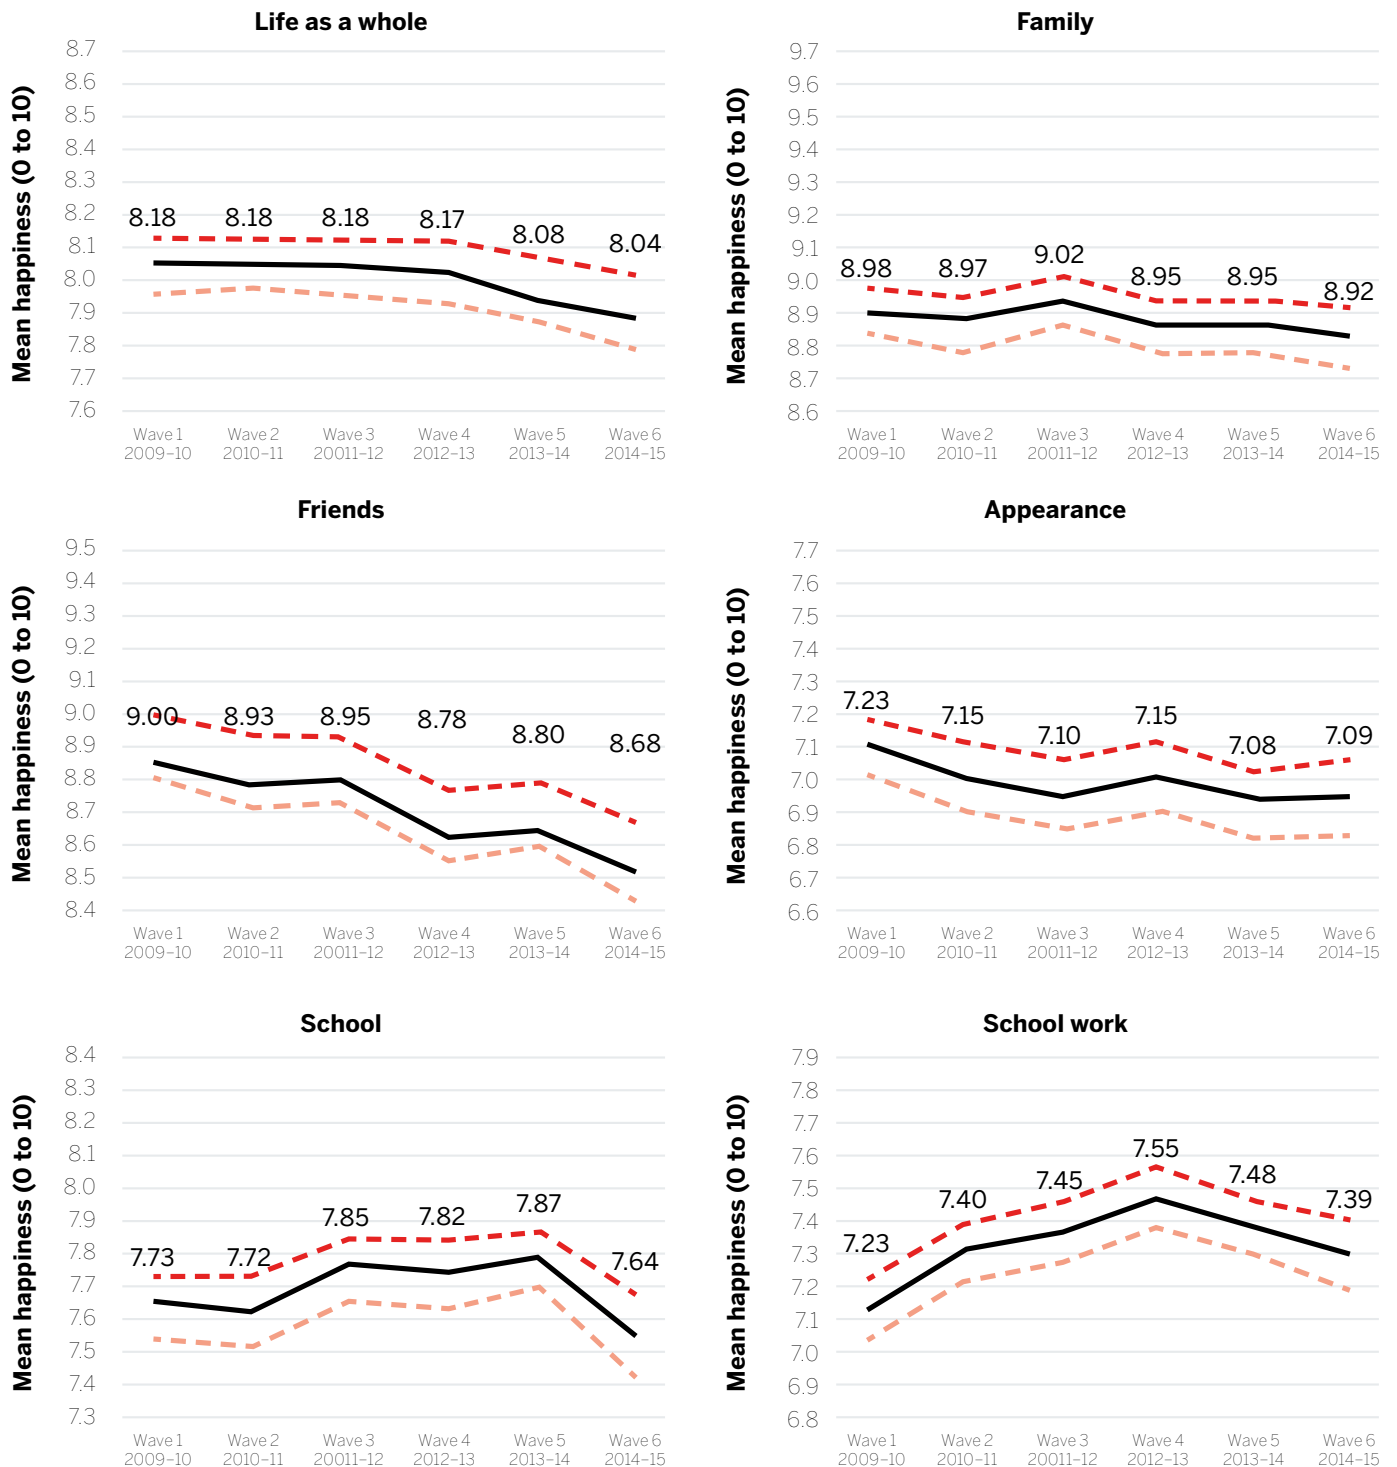 Life as a whole
Mean happiness (0 to 10)
8.7
8.6
8.5
8.4
8.3
8.2
8.1
8.0
7.9
7.8
7.7
7.6
8.18 8.18 8.18 8.17 8.08 8.04
Wave 1 Wave 2 Wave 3 Wave 4 Wave 5 Wave 6
2009–10 2010–11 20011–12 2012–13 2013–14 2014–15
Family
Mean happiness (0 to 10)
9.7
9.6
9.5
9.4
9.3
9.2
9.1
9.0
8.9
8.8
8.7
8.6
8.98 8.97 9.02 8.95 8.95 8.92
Wave 1 Wave 2 Wave 3 Wave 4 Wave 5 Wave 6
2009–10 2010–11 20011–12 2012–13 2013–14 2014–15
Friends
Mean happiness (0 to 10)
9.5
9.4
9.3
9.2
9.1
9.0
8.9
8.8
8.7
8.6
8.5
8.4
9.00 8.93 8.95 8.78 8.80 8.68
Wave 1 Wave 2 Wave 3 Wave 4 Wave 5 Wave 6
2009–10 2010–11 20011–12 2012–13 2013–14 2014–15
Appearance
Mean happiness (0 to 10)
7.7
7.6
7.5
7.4
7.3
7.2
7.1
7.0
6.9
6.8
6.7
6.6
7.23 7.15 7.10 7.15 7.08 7.09
Wave 1 Wave 2 Wave 3 Wave 4 Wave 5 Wave 6
2009–10 2010–11 20011–12 2012–13 2013–14 2014–15
School
Mean happiness (0 to 10)
8.4
8.3
8.2
8.1
8.0
7.9
7.8
7.7
7.6
7.5
7.4
7.3
7.73 7.72 7.85 7.82 7.87 7.64
Wave 1 Wave 2 Wave 3 Wave 4 Wave 5 Wave 6
2009–10 2010–11 20011–12 2012–13 2013–14 2014–15
School work
Mean happiness (0 to 10)
7.9
7.8
7.7
7.6
7.5
7.4
7.3
7.2
7.1
7.0
6.9
6.8
7.23 7.40 7.45 7.55 7.48 7.39
Wave 1 Wave 2 Wave 3 Wave 4 Wave 5 Wave 6
2009–10 2010–11 20011–12 2012–13 2013–14 2014–15